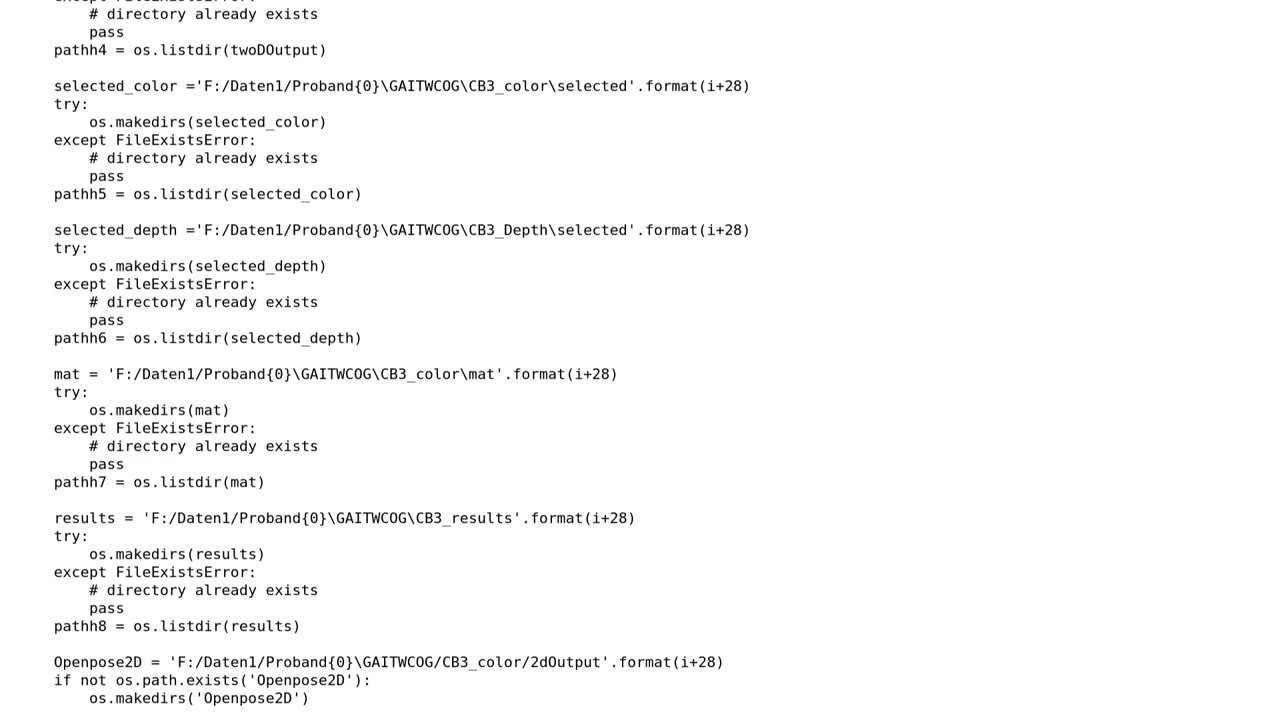 # directory already exists
pass
pathh4 = os.listdir(twoDOutput)
selected_color ='F:/Daten1/Proband{0}\GAITWCOG\CB3_color\selected'.format(i+28)
try:
os.makedirs(selected_color)
except FileExistsError:
# directory already exists
pass
pathh5 = os.listdir(selected_color)
selected_depth ='F:/Daten1/Proband{0}\GAITWCOG\CB3_Depth\selected'.format(i+28)
try:
os.makedirs(selected_depth)
except FileExistsError:
# directory already exists
pass
pathh6 = os.listdir(selected_depth)
mat = 'F:/Daten1/Proband{0}\GAITWCOG\CB3_color\mat'.format(i+28)
try:
os.makedirs(mat)
except FileExistsError:
# directory already exists
pass
pathh7 = os.listdir(mat)
results = 'F:/Daten1/Proband{0}\GAITWCOG\CB3_results'.format(i+28)
try:
os.makedirs(results)
except FileExistsError:
# directory already exists
pass
pathh8 = os.listdir(results)
Openpose2D = 'F:/Daten1/Proband{0}\GAITWCOG/CB3_color/2dOutput'.format(i+28)
if not os.path.exists('Openpose2D'):
os.makedirs('Openpose2D')